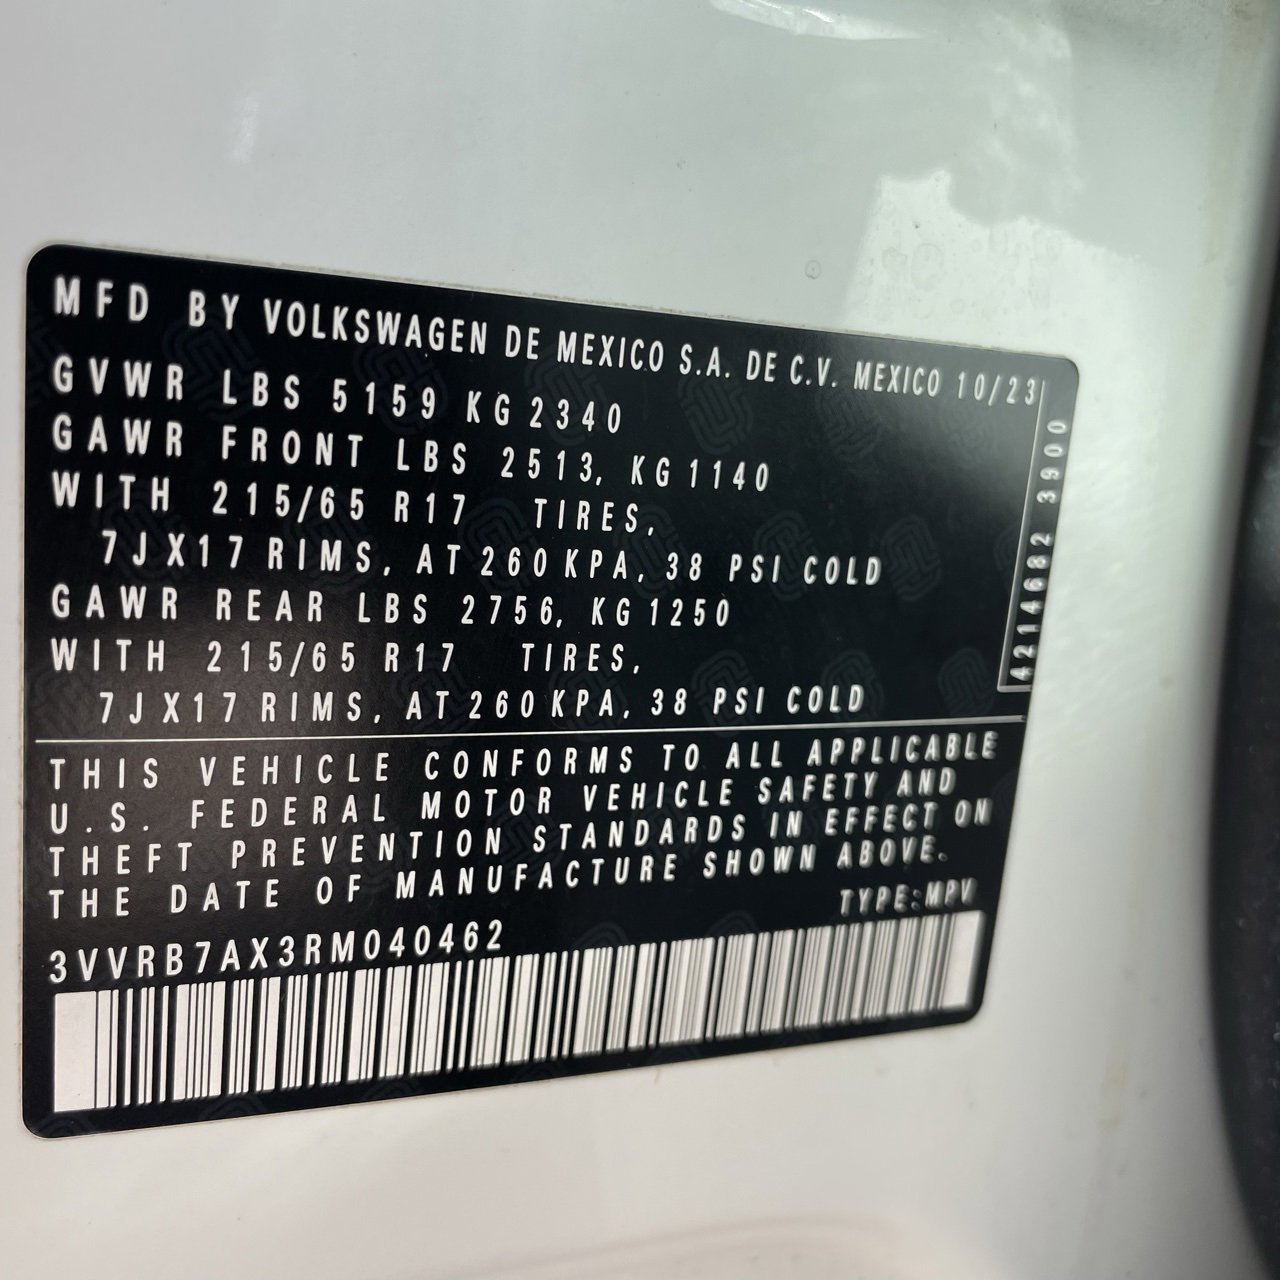 MFD BY VOLKSWAGEN DE MEXICO S.A. DE C.V. MEXICO 10/23
GVWR LBS 5159 KG 2340
GAWR FRONT LBS 2513, KG 1140
WITH 215/65 R17 TIRES,
7J X17 RIMS, AT 260 KPA, 38 PSI COLD
GAWR REAR LBS 2756, KG 1250
WITH 215/65 R17 TIRES,
7J X17 RIMS, AT 260 KPA, 38 PSI COLD
4214682 3900
THIS VEHICLE CONFORMS TO ALL APPLICABLE
U.S. FEDERAL MOTOR VEHICLE SAFETY AND
THEFT PREVENTION STANDARDS IN EFFECT ON
THE DATE OF MANUFACTURE SHOWN ABOVE.
TYPE:MPV
3VVRB7AX3RM040462